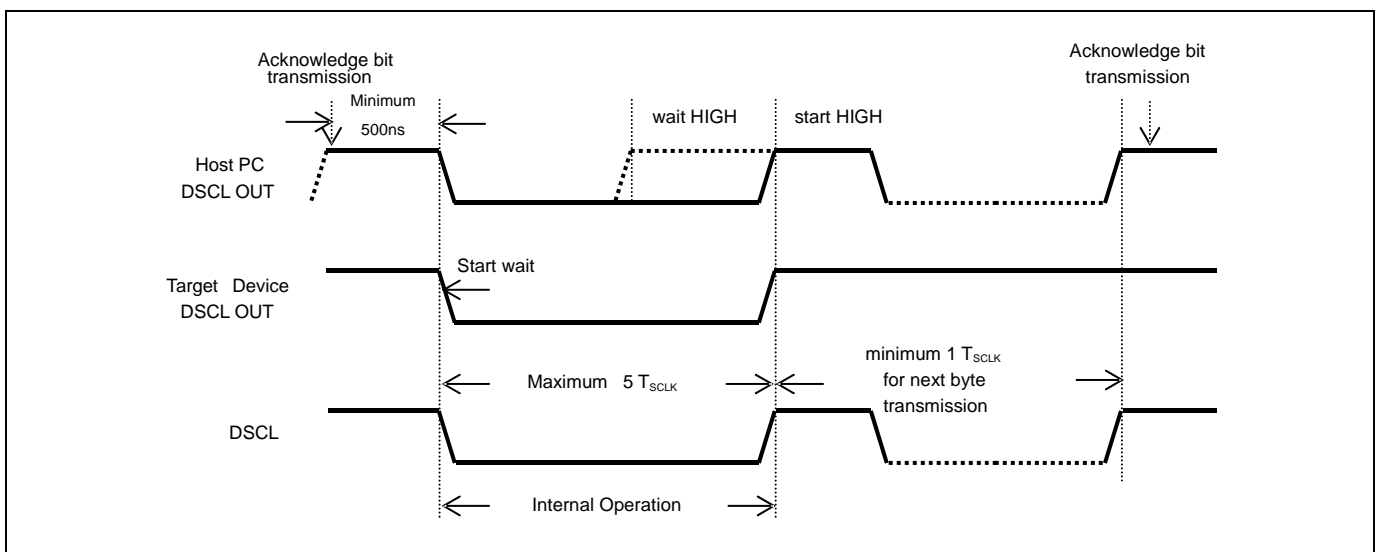 Acknowledge bit
transmission
Acknowledge bit
transmission
Minimum
500ns
wait HIGH
start HIGH
Host PC
DSCL OUT
Start wait
Target Device
DSCL OUT
Maximum 5 TSCLK
minimum 1 TSCLK
for next byte
transmission
DSCL
Internal Operation